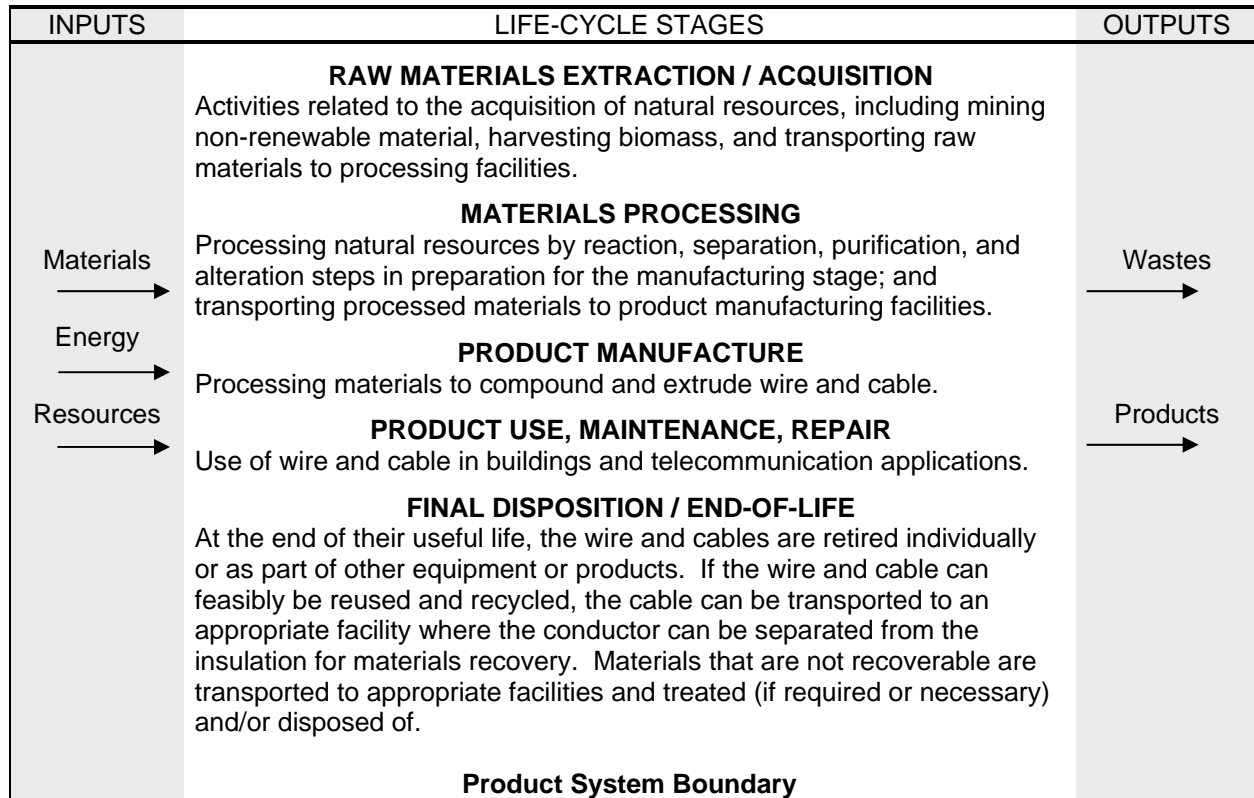 INPUTS
LIFE-CYCLE STAGES
OUTPUTS
RAW MATERIALS EXTRACTION / ACQUISITION
Activities related to the acquisition of natural resources, including mining
non-renewable material, harvesting biomass, and transporting raw
materials to processing facilities.
MATERIALS PROCESSING
Processing natural resources by reaction, separation, purification, and
alteration steps in preparation for the manufacturing stage; and
transporting processed materials to product manufacturing facilities.
Materials
Energy
Resources
Wastes
Products
PRODUCT MANUFACTURE
Processing materials to compound and extrude wire and cable.
PRODUCT USE, MAINTENANCE, REPAIR
Use of wire and cable in buildings and telecommunication applications.
FINAL DISPOSITION / END-OF-LIFE
At the end of their useful life, the wire and cables are retired individually
or as part of other equipment or products.  If the wire and cable can
feasibly be reused and recycled, the cable can be transported to an
appropriate facility where the conductor can be separated from the
insulation for materials recovery.  Materials that are not recoverable are
transported to appropriate facilities and treated (if required or necessary)
and/or disposed of.
Product System Boundary